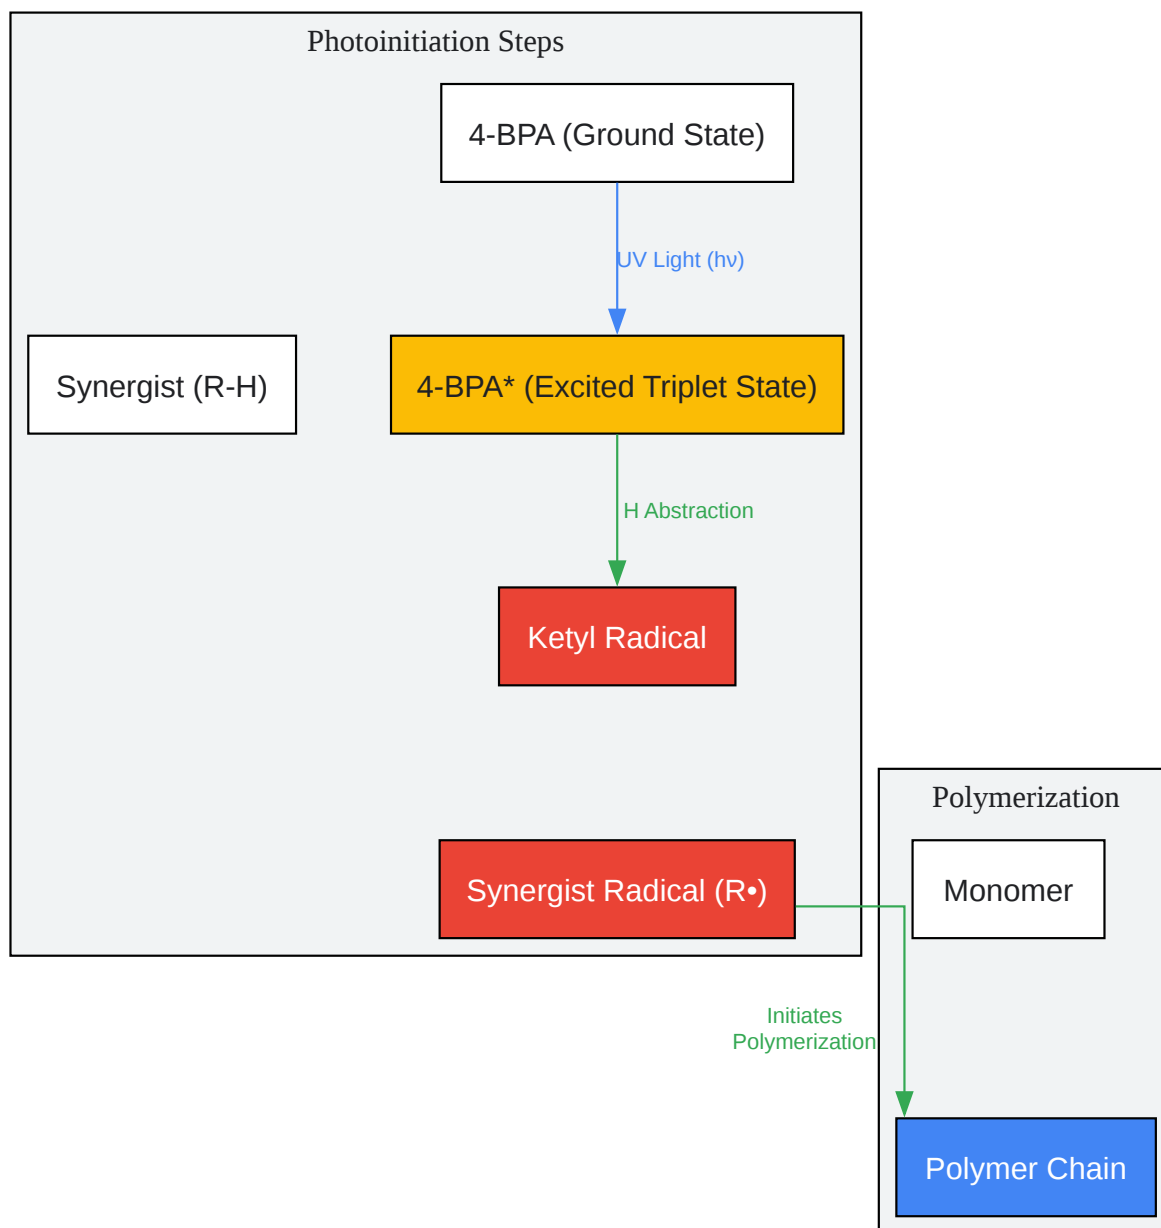 Photoinitiation Steps
4-BPA (Ground State)
UV Light (hν)
Synergist (R-H)
4-BPA* (Excited Triplet State)
H Abstraction
Ketyl Radical
Synergist Radical (R•)
Polymerization
Monomer
Initiates
Polymerization
Polymer Chain